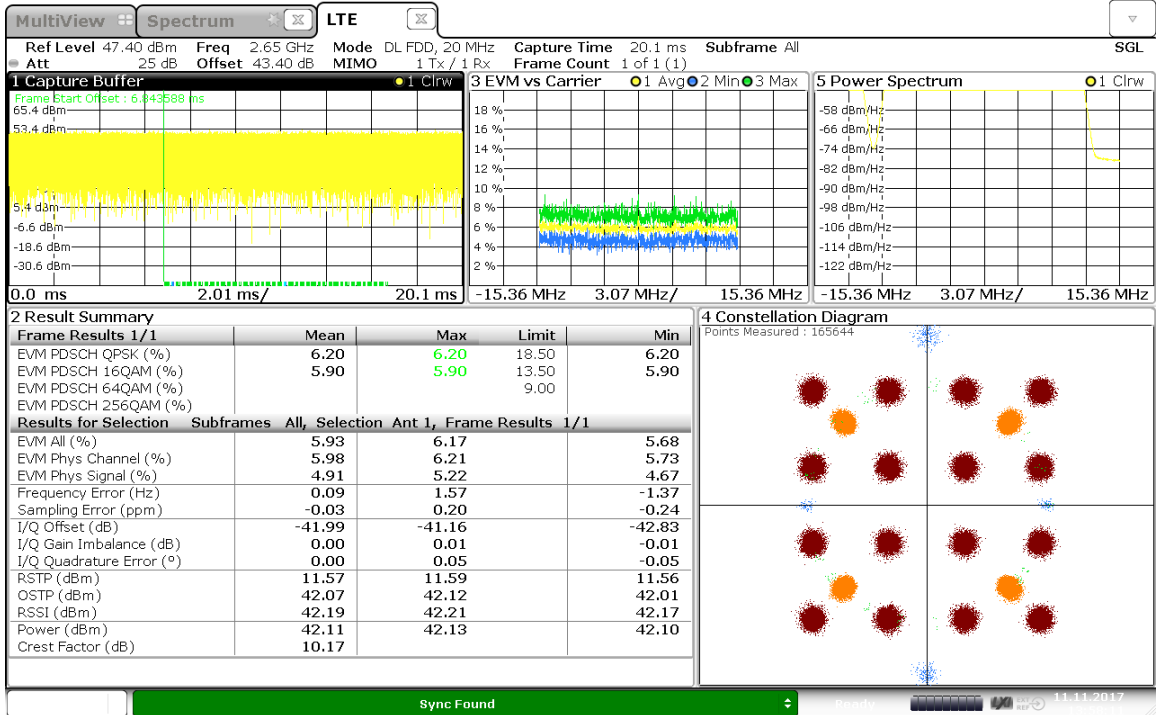 MultiView Spectrum LTE
Ref Level 47.40 dBm Freq 2.65 GHz Mode DL FDD, 20 MHz Capture Time 20.1 ms Subframe All SGL
Att 25 dB Offset 43.40 dB MIMO 1 Tx / 1 Rx Frame Count 1 of 1 (1)
1 Capture Buffer 1 Clrw
Frame Start Offset : 6.843588 ms
65.4 dBm
53.4 dBm
5.4 dBm
-6.6 dBm
-18.6 dBm
-30.6 dBm
0.0 ms 2.01 ms/ 20.1 ms
3 EVM vs Carrier 1 Avg 2 Min 3 Max
18 %
16 %
14 %
12 %
10 %
8 %
6 %
4 %
2 %
-15.36 MHz 3.07 MHz/ 15.36 MHz
5 Power Spectrum 1 Clrw
-58 dBm/Hz
-66 dBm/Hz
-74 dBm/Hz
-82 dBm/Hz
-90 dBm/Hz
-98 dBm/Hz
-106 dBm/Hz
-114 dBm/Hz
-122 dBm/Hz
-15.36 MHz 3.07 MHz/ 15.36 MHz
2 Result Summary
Frame Results 1/1 Mean Max Limit Min
EVM PDSCH QPSK (%) 6.20 6.20 18.50 6.20
EVM PDSCH 16QAM (%) 5.90 5.90 13.50 5.90
EVM PDSCH 64QAM (%) 9.00
EVM PDSCH 256QAM (%)
Results for Selection Subframes All, Selection Ant 1, Frame Results 1/1
EVM All (%) 5.93 6.17 5.68
EVM Phys Channel (%) 5.98 6.21 5.73
EVM Phys Signal (%) 4.91 5.22 4.67
Frequency Error (Hz) 0.09 1.57 -1.37
Sampling Error (ppm) -0.03 0.20 -0.24
I/Q Offset (dB) -41.99 -41.16 -42.83
I/Q Gain Imbalance (dB) 0.00 0.01 -0.01
I/Q Quadrature Error (°) 0.00 0.05 -0.05
RSTP (dBm) 11.57 11.59 11.56
OSTP (dBm) 42.07 42.12 42.01
RSSI (dBm) 42.19 42.21 42.17
Power (dBm) 42.11 42.13 42.10
Crest Factor (dB) 10.17
4 Constellation Diagram
Points Measured : 165644
Sync Found
Ready
LXI EXT REF 11.11.2017